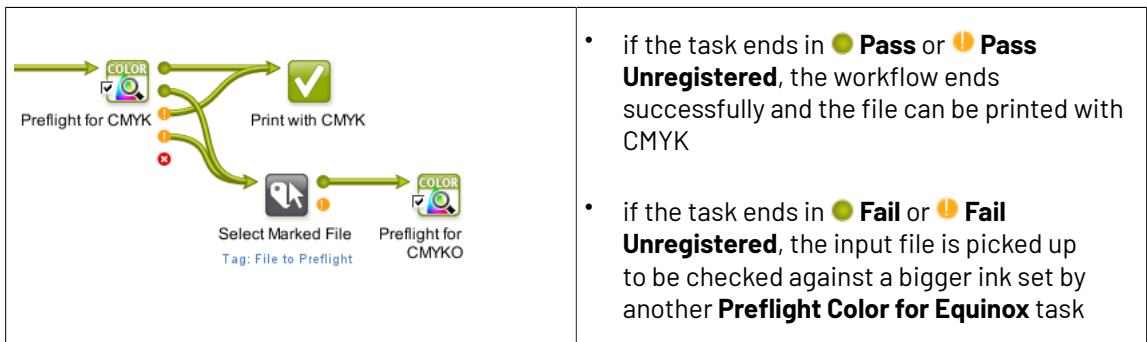 COLOR
Preflight for CMYK
Print with CMYK
COLOR
Select Marked File
Preflight for
CMYKO
Tag: File to Preflight
• if the task ends in Pass or Pass
Unregistered, the workflow ends
successfully and the file can be printed with
CMYK
• if the task ends in Fail or Fail
Unregistered, the input file is picked up
to be checked against a bigger ink set by
another Preflight Color for Equinox task